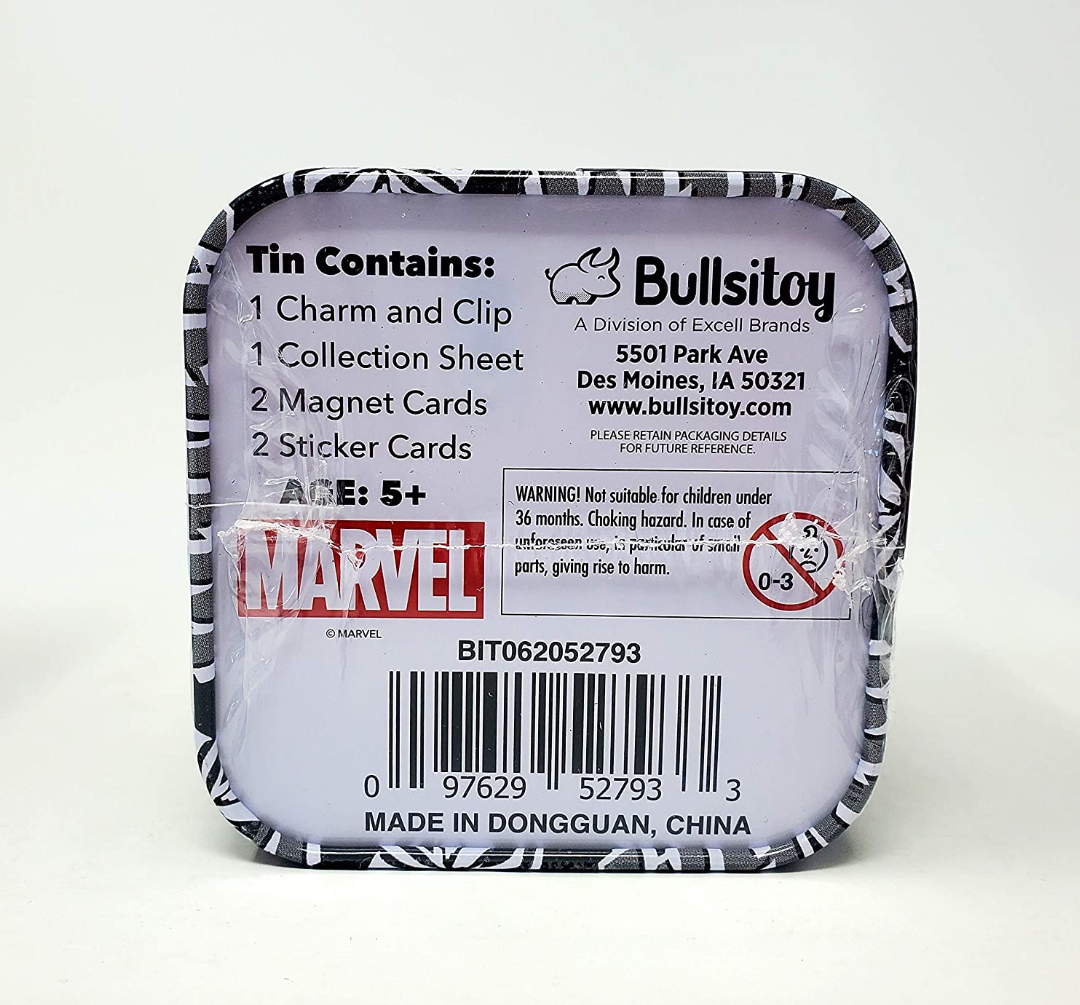 Tin Contains:
1 Charm and Clip
1 Collection Sheet
2 Magnet Cards
2 Sticker Cards
AGE: 5+
MARVEL
© MARVEL
Bullsitoy
A Division of Excell Brands
5501 Park Ave
Des Moines, IA 50321
www.bullsitoy.com
PLEASE RETAIN PACKAGING DETAILS
FOR FUTURE REFERENCE.
WARNING! Not suitable for children under
36 months. Choking hazard. In case of
unforeseen use, in particular of small
parts, giving rise to harm.
0-3
BIT062052793
0 97629 52793 3
MADE IN DONGGUAN, CHINA